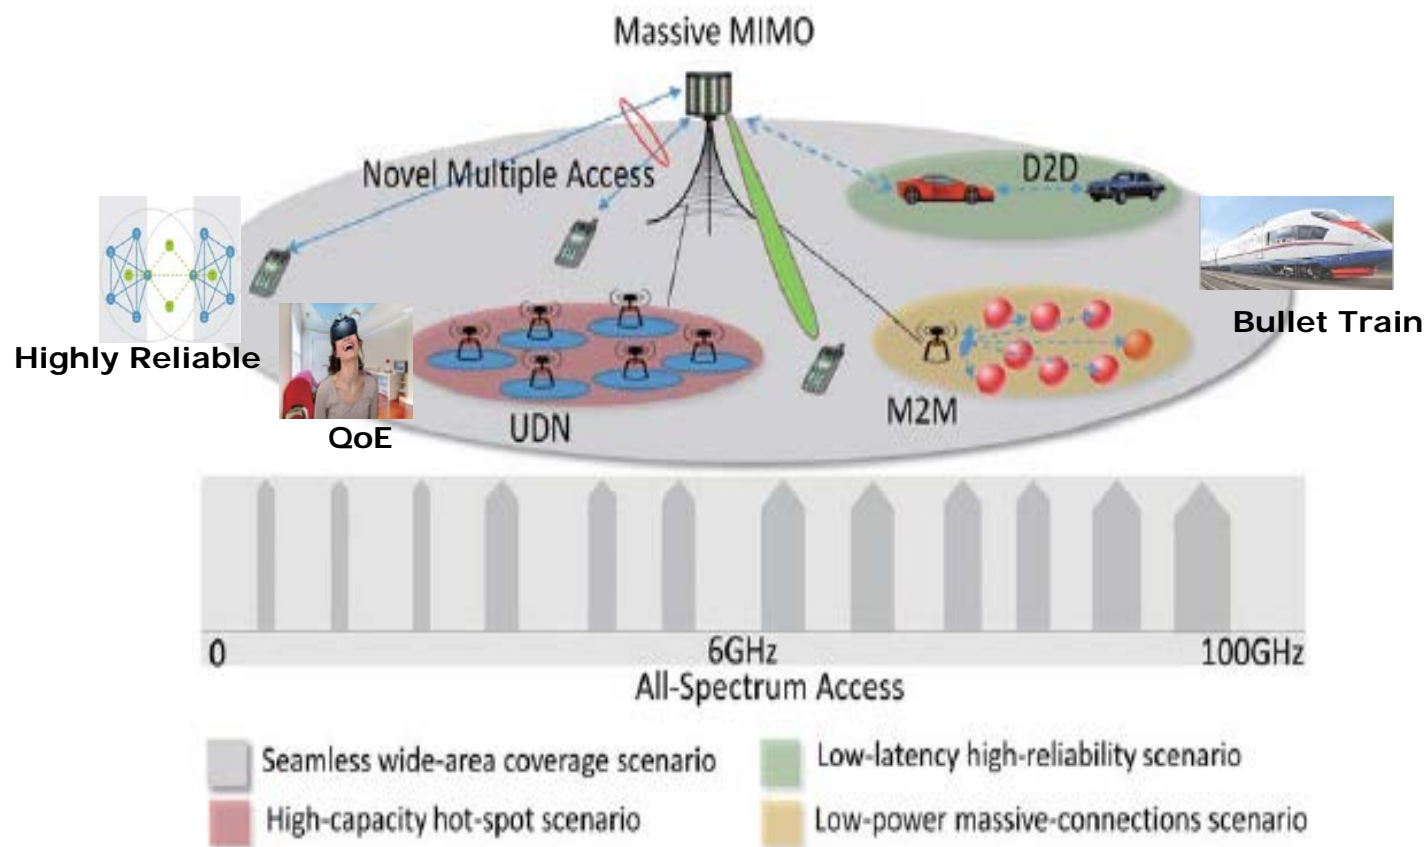 Massive MIMO
Novel Multiple Access
D2D
Bullet Train
Highly Reliable
QoE
UDN
M2M
0
6GHz
100GHz
All-Spectrum Access
Seamless wide-area coverage scenario
Low-latency high-reliability scenario
High-capacity hot-spot scenario
Low-power massive-connections scenario